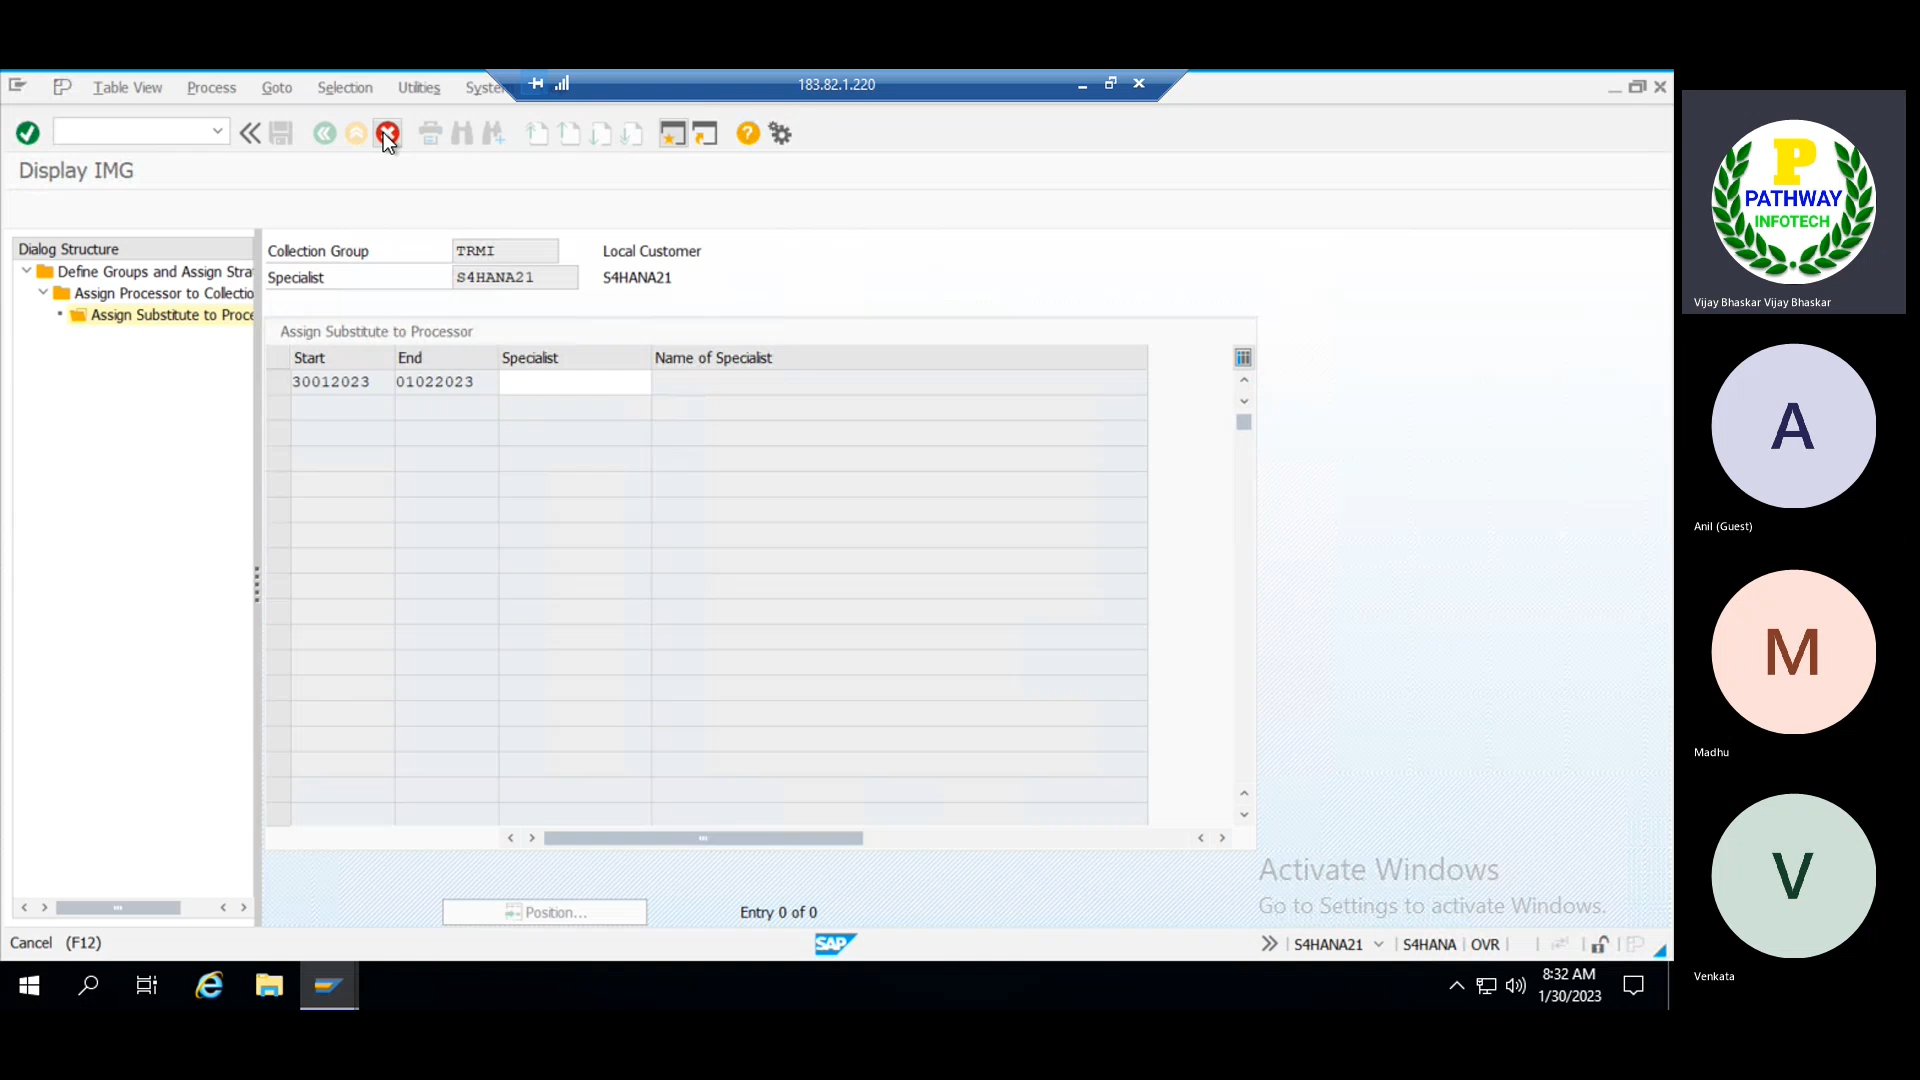 183.82.1.220
Table View Process Goto Selection Utilities
Display IMG
Dialog Structure
Define Groups and Assign Stra
Assign Processor to Collectio
Assign Substitute to Proce
Collection Group TRMI Local Customer
Specialist S4HANA21 S4HANA21
Assign Substitute to Processor
Start End Specialist Name of Specialist
30012023 01022023
Position...
Entry 0 of 0
Activate Windows
Go to Settings to activate Windows.
Cancel (F12)
SAP
S4HANA21 S4HANA OVR
8:32 AM
1/30/2023
P
PATHWAY
INFOTECH
Vijay Bhaskar Vijay Bhaskar
A
Anil (Guest)
M
Madhu
V
Venkata